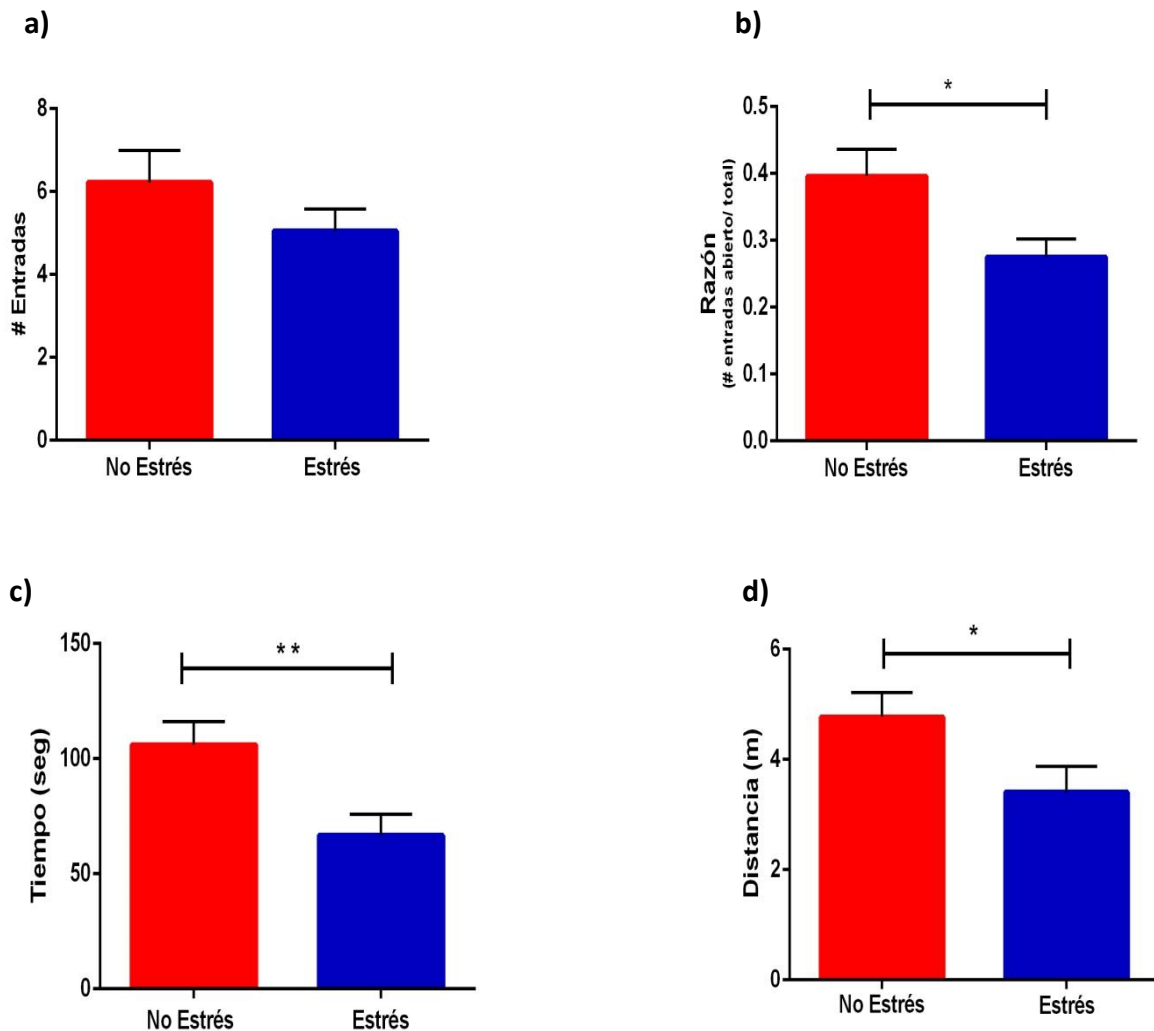 a)
# Entradas
8
6
4
2
0
No Estrés
Estrés
b)
*
Razón
(# entradas abierto/ total)
0.5
0.4
0.3
0.2
0.1
0.0
No Estrés
Estrés
c)
**
Tiempo (seg)
150
100
50
0
No Estrés
Estrés
d)
*
Distancia (m)
6
4
2
0
No Estrés
Estrés